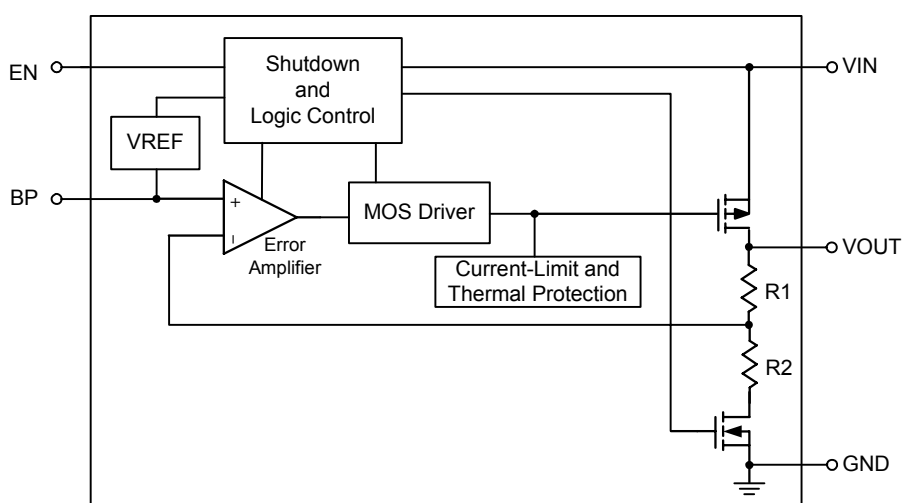 EN
Shutdown
and
Logic Control
VIN
VREF
BP
+
−
Error
Amplifier
MOS Driver
Current-Limit and
Thermal Protection
VOUT
R1
R2
GND